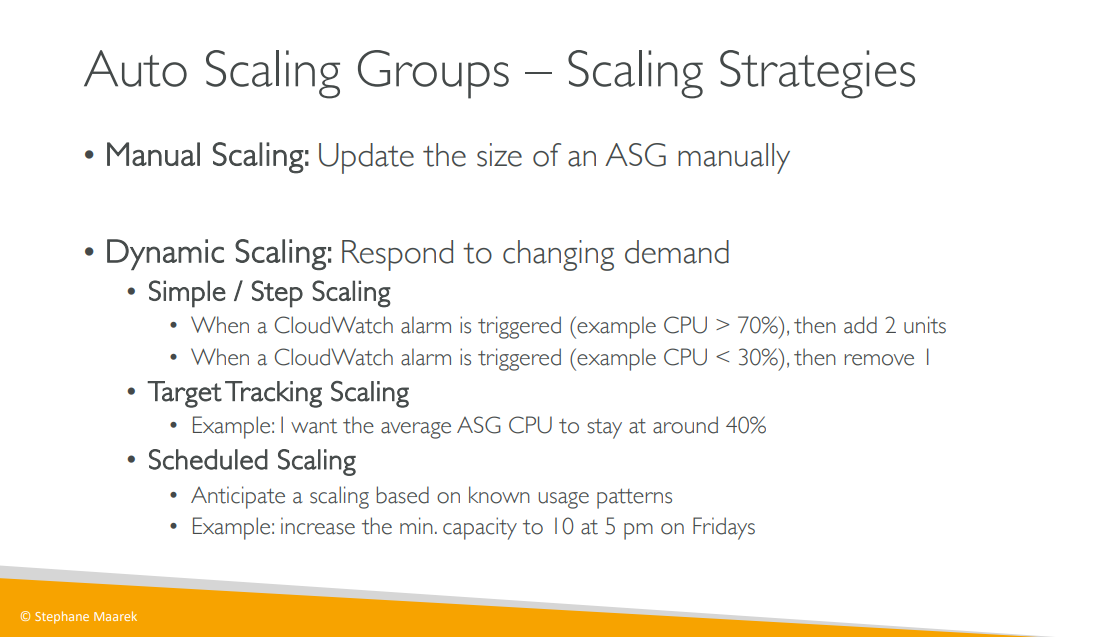 Auto Scaling Groups – Scaling Strategies
• Manual Scaling: Update the size of an ASG manually
• Dynamic Scaling: Respond to changing demand
• Simple / Step Scaling
• When a CloudWatch alarm is triggered (example CPU > 70%), then add 2 units
• When a CloudWatch alarm is triggered (example CPU < 30%), then remove 1
• Target Tracking Scaling
• Example: I want the average ASG CPU to stay at around 40%
• Scheduled Scaling
• Anticipate a scaling based on known usage patterns
• Example: increase the min. capacity to 10 at 5 pm on Fridays
© Stephane Maarek